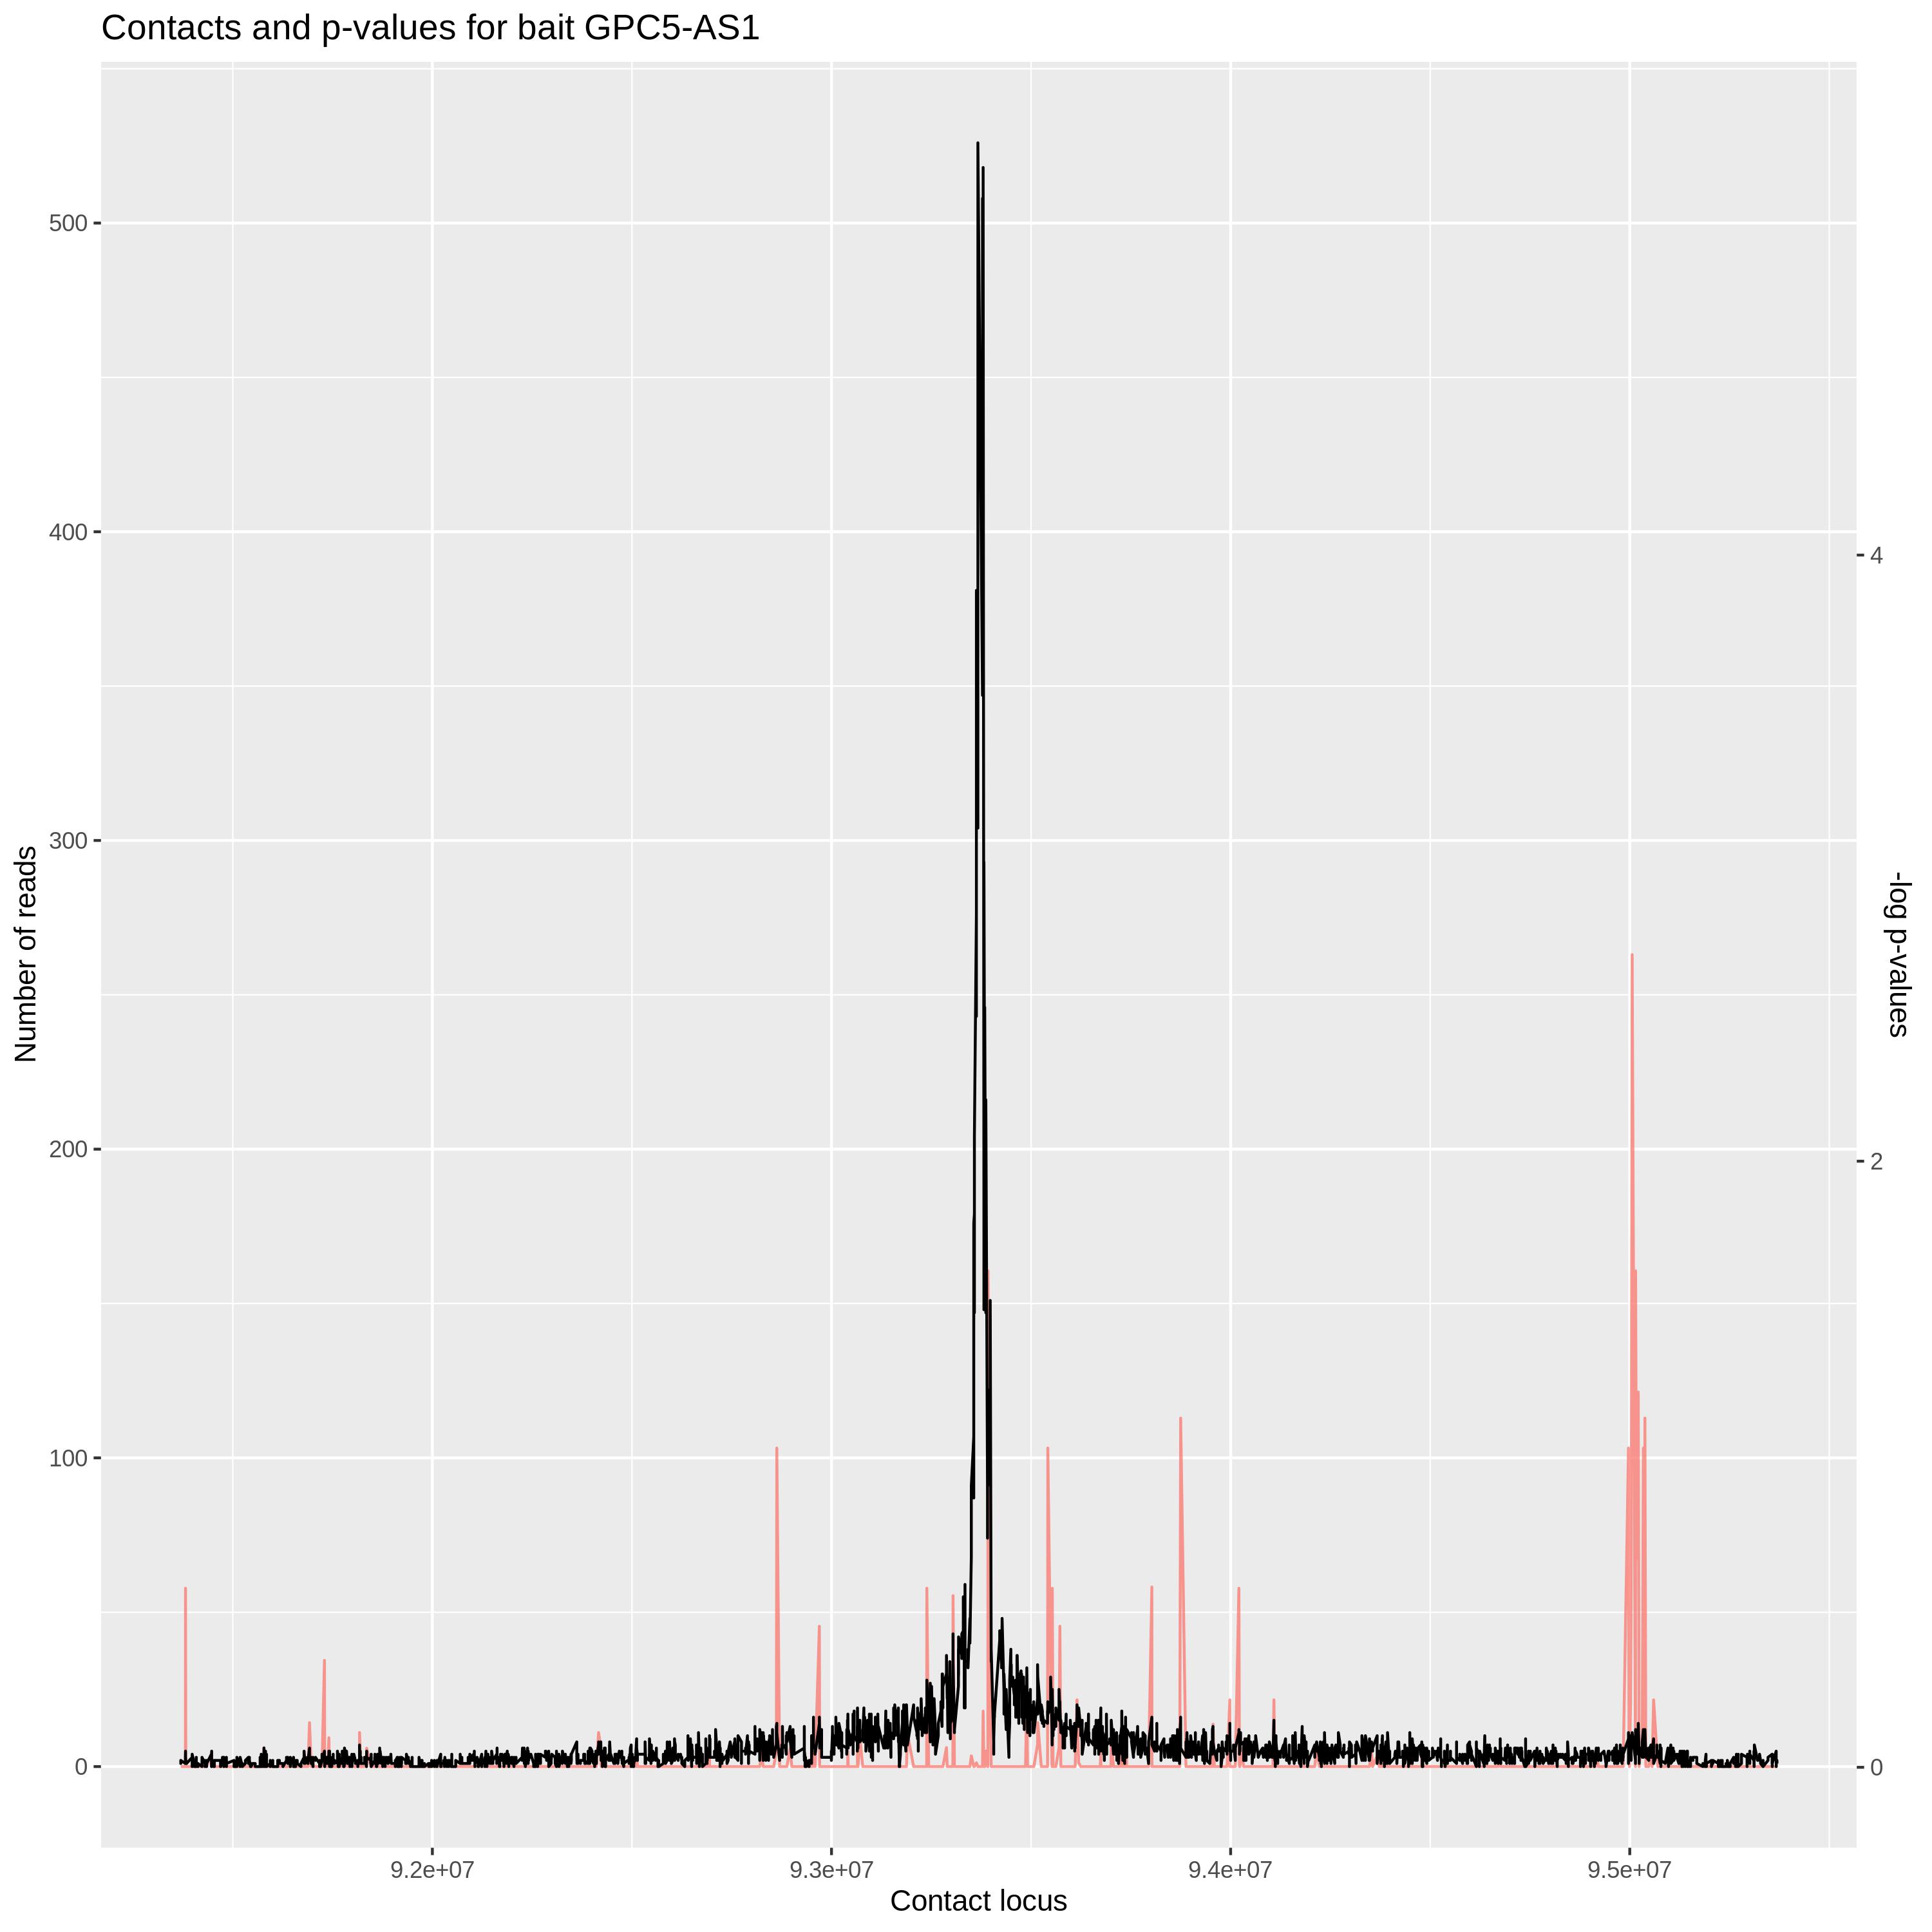 Contacts and p-values for bait GPC5-AS1
Number of reads
500
400
300
200
100
0
-log p-values
4
2
0
9.2e+07
9.3e+07
9.4e+07
9.5e+07
Contact locus